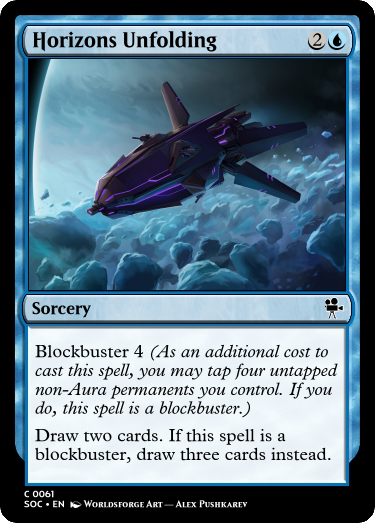 Horizons Unfolding 2
Sorcery
Blockbuster 4 (As an additional cost to
cast this spell, you may tap four untapped
non-Aura permanents you control. If you
do, this spell is a blockbuster.)
Draw two cards. If this spell is a
blockbuster, draw three cards instead.
C 0061
SOC • EN Worldsforge Art — Alex Pushkarev